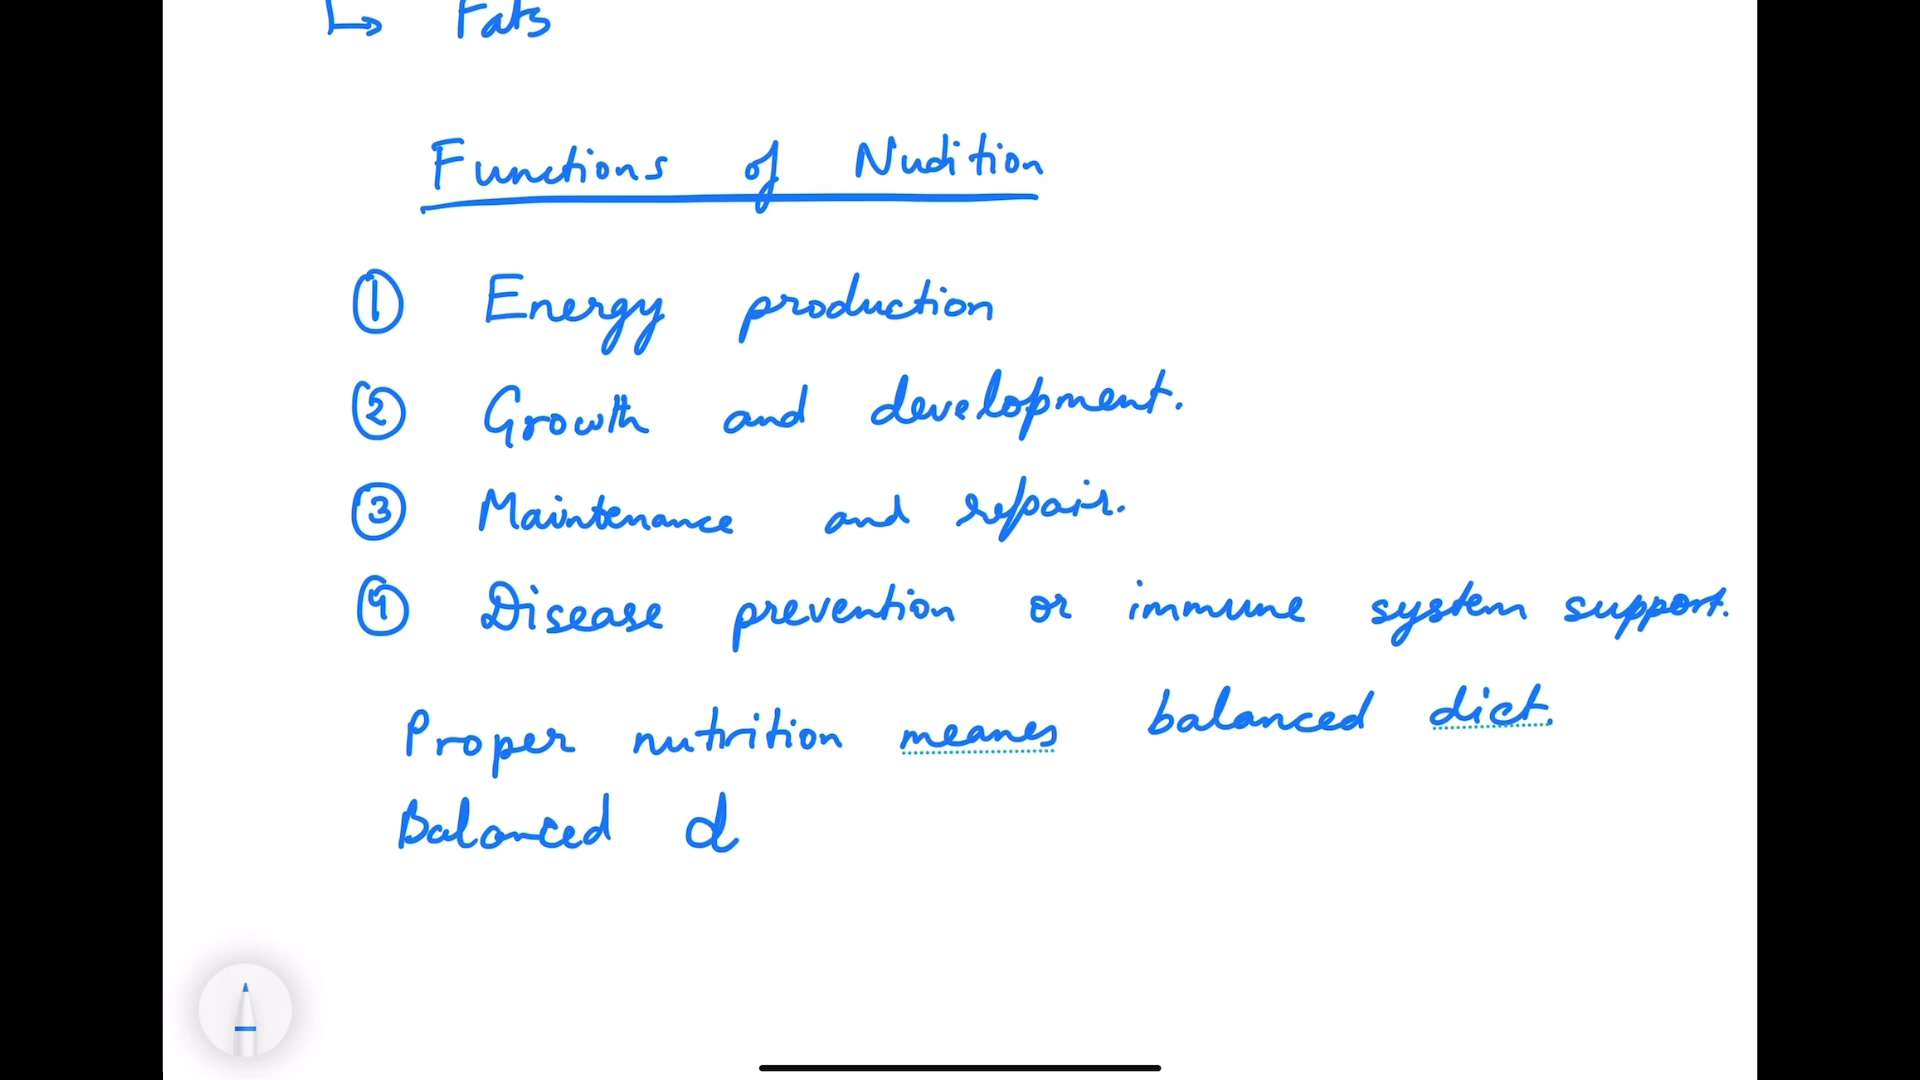 ↳ Fats
Functions of Nudition
① Energy production
② Growth and development.
③ Maintenance and repair.
④ Disease prevention or immune system support.
Proper nutrition meanes balanced dict.
Balanced d